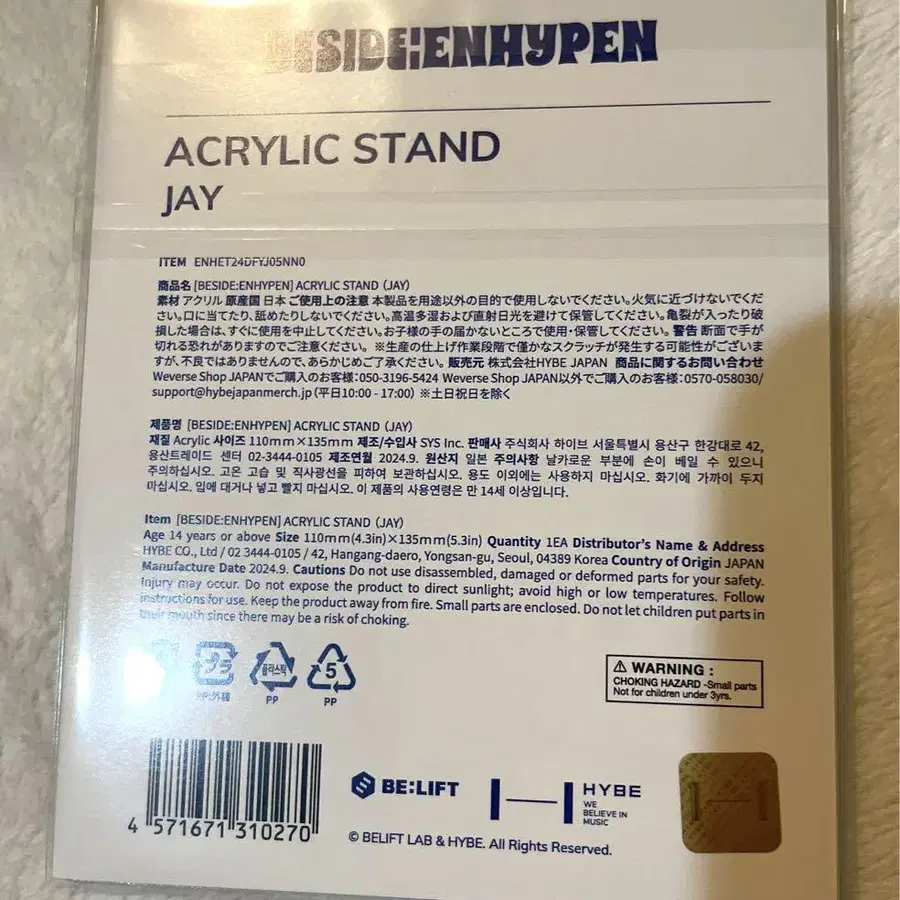 BESIDE:ENHYPEN
ACRYLIC STAND
JAY
ITEM ENHET24DFYJ05NN0
商品名 [BESIDE:ENHYPEN] ACRYLIC STAND (JAY)
素材 アクリル 原産国 日本 ご使用上の注意 本製品を用途以外の目的で使用しないでください。火気に近づけないでくだ
さい。口に当てたり、舐めたりしないでください。高温多湿および直射日光を避けて保管してください。亀裂が入ったり破
損した場合は、すぐに使用を中止してください。お子様の手の届かないところで使用・保管してください。警告 断面で手が
切れる恐れがありますのでご注意ください。 ※生産の仕上げ作業段階で僅かなスクラッチが発生する可能性がございま
すが、不良ではありませんので、あらかじめご了承ください。販売元 株式会社HYBE JAPAN 商品に関するお問い合わせ
Weverse Shop JAPANでご購入のお客様:050-3196-5424 Weverse Shop JAPAN以外でご購入のお客様:0570-058030/
support@hybejapanmerch.jp (平日10:00 - 17:00) ※土日祝日を除く
제품명 [BESIDE:ENHYPEN] ACRYLIC STAND (JAY)
재질 Acrylic 사이즈 110mm×135mm 제조/수입사 SYS Inc. 판매사 주식회사 하이브 서울특별시 용산구 한강대로 42,
용산트레이드 센터 02-3444-0105 제조연월 2024.9. 원산지 일본 주의사항 날카로운 부분에 손이 베일 수 있으니
주의하십시오. 고온 고습 및 직사광선을 피하여 보관하십시오. 용도 이외에는 사용하지 마십시오. 화기에 가까이 두지
마십시오. 입에 대거나 넣고 빨지 마십시오. 이 제품의 사용연령은 만 14세 이상입니다.
Item [BESIDE:ENHYPEN] ACRYLIC STAND (JAY)
Age 14 years or above Size 110mm(4.3in)×135mm(5.3in) Quantity 1EA Distributor's Name & Address
HYBE CO., Ltd / 02 3444-0105 / 42, Hangang-daero, Yongsan-gu, Seoul, 04389 Korea Country of Origin JAPAN
Manufacture Date 2024.9. Cautions Do not use disassembled, damaged or deformed parts for your safety.
Injury may occur. Do not expose the product to direct sunlight; avoid high or low temperatures. Follow
instructions for use. Keep the product away from fire. Small parts are enclosed. Do not let children put parts in
their mouth since there may be a risk of choking.
プラ
PP:外装
플라스틱
PP
5
PP
WARNING :
CHOKING HAZARD -Small parts
Not for children under 3yrs.
4 571671 310270
BE:LIFT
HYBE
WE
BELIEVE IN
MUSIC
© BELIFT LAB & HYBE. All Rights Reserved.